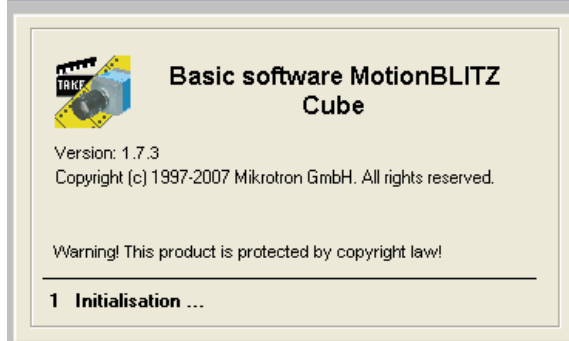 TAKE
Basic software MotionBLITZ
Cube
Version: 1.7.3
Copyright (c) 1997-2007 Mikrotron GmbH. All rights reserved.
Warning! This product is protected by copyright law!
1 Initialisation ...